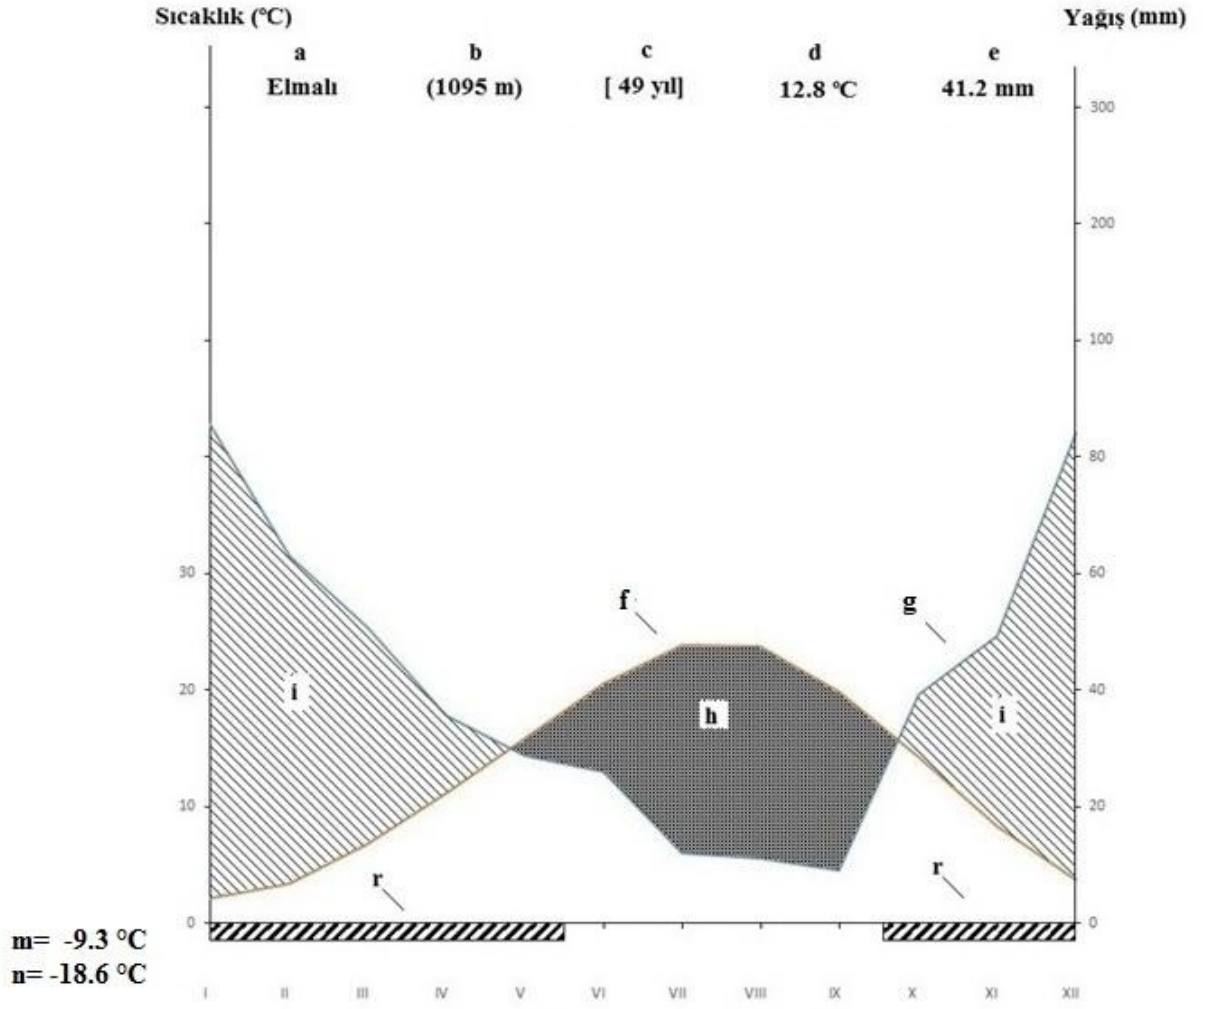 Sıcaklık (°C) Yağış (mm)
a b c d e
Elmalı (1095 m) [ 49 yıl] 12.8 °C 41.2 mm
300
200
100
80
30 60
f g
20 40
i h i
10 20
r r
0 0
m= -9.3 °C
n= -18.6 °C
I II III IV V VI VII VIII IX X XI XII